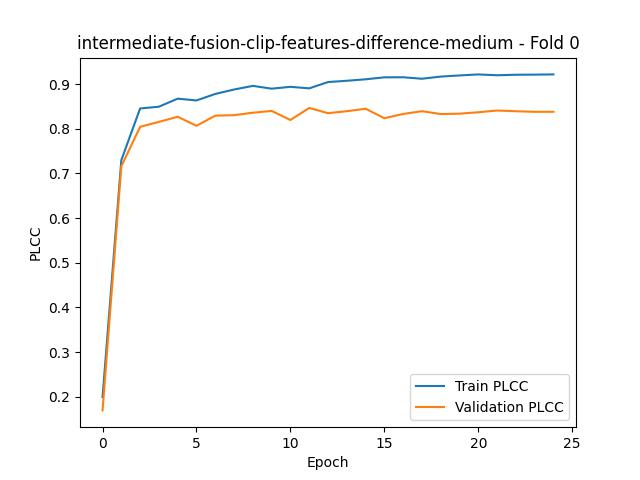 intermediate-fusion-clip-features-difference-medium - Fold 0
PLCC
0.9
0.8
0.7
0.6
0.5
0.4
0.3
0.2
Train PLCC
Validation PLCC
0 5 10 15 20 25
Epoch